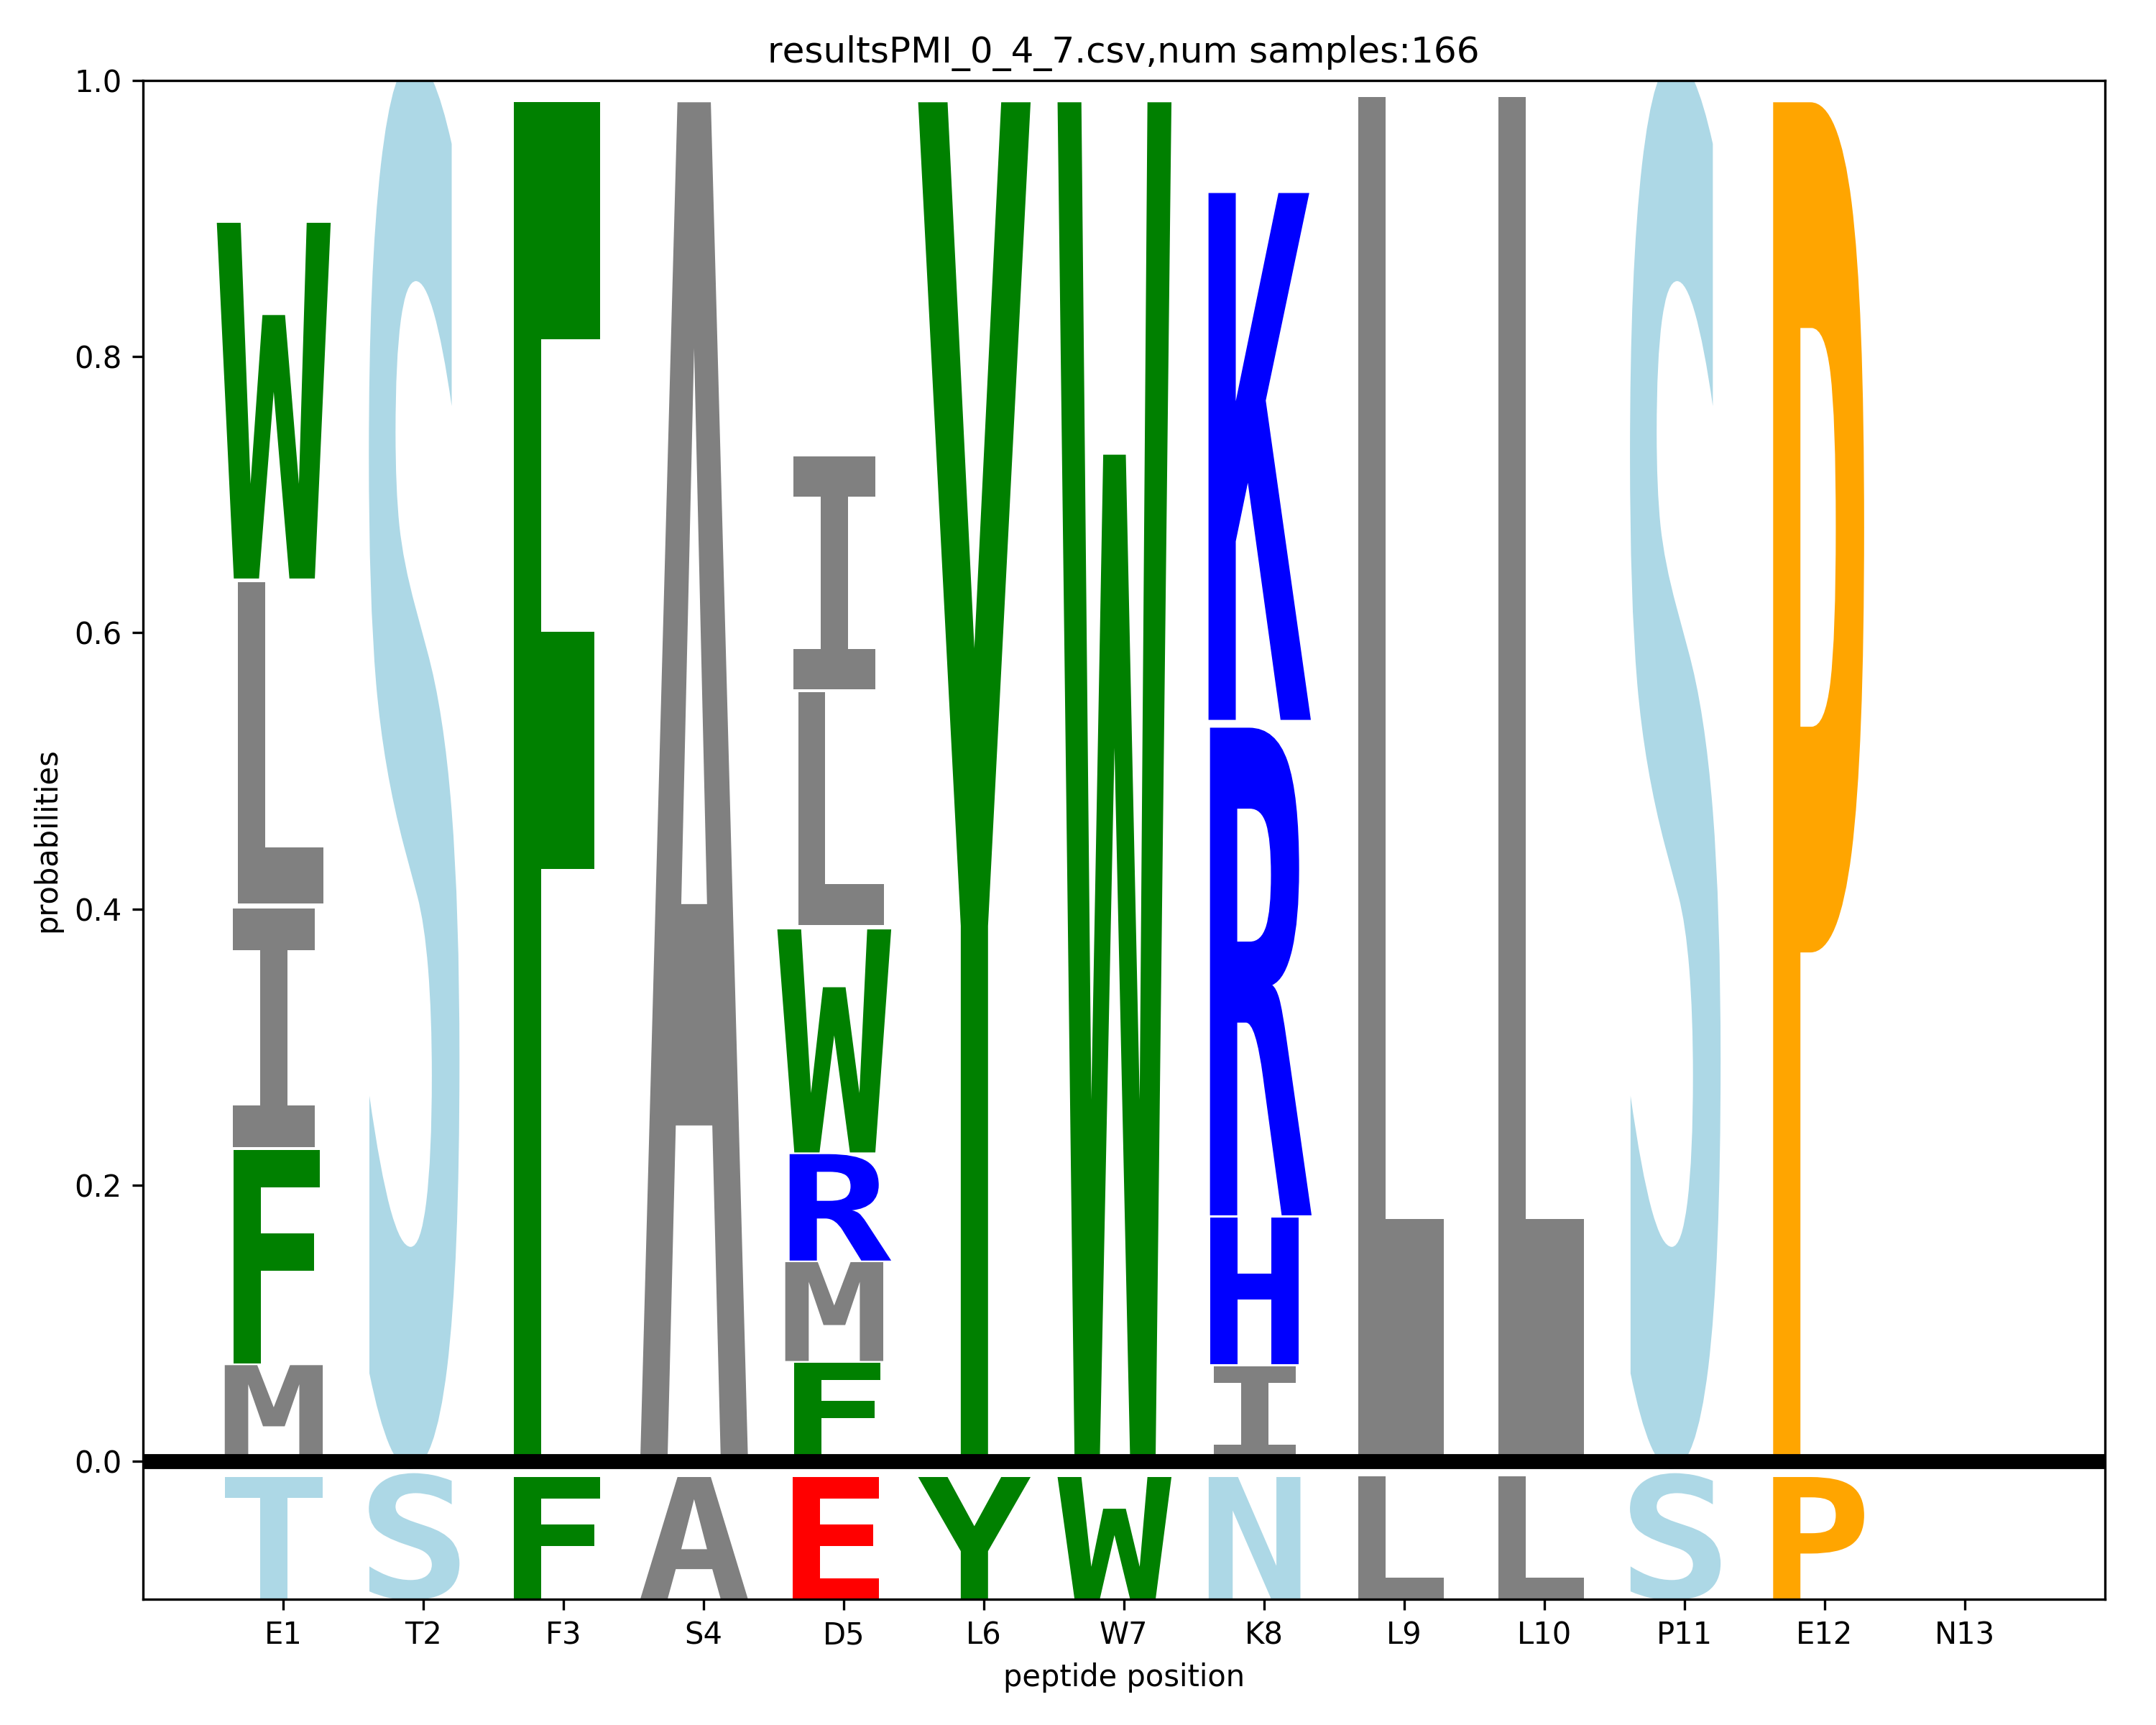 resultsPMI_0_4_7.csv,num samples:166
probabilities
1.0
0.8
0.6
0.4
0.2
0.0
W S F A I Y W K L L S P
L L R
I W H
F R I
M M
F
T S F A E Y W N L L S P
E1 T2 F3 S4 D5 L6 W7 K8 L9 L10 P11 E12 N13
peptide position